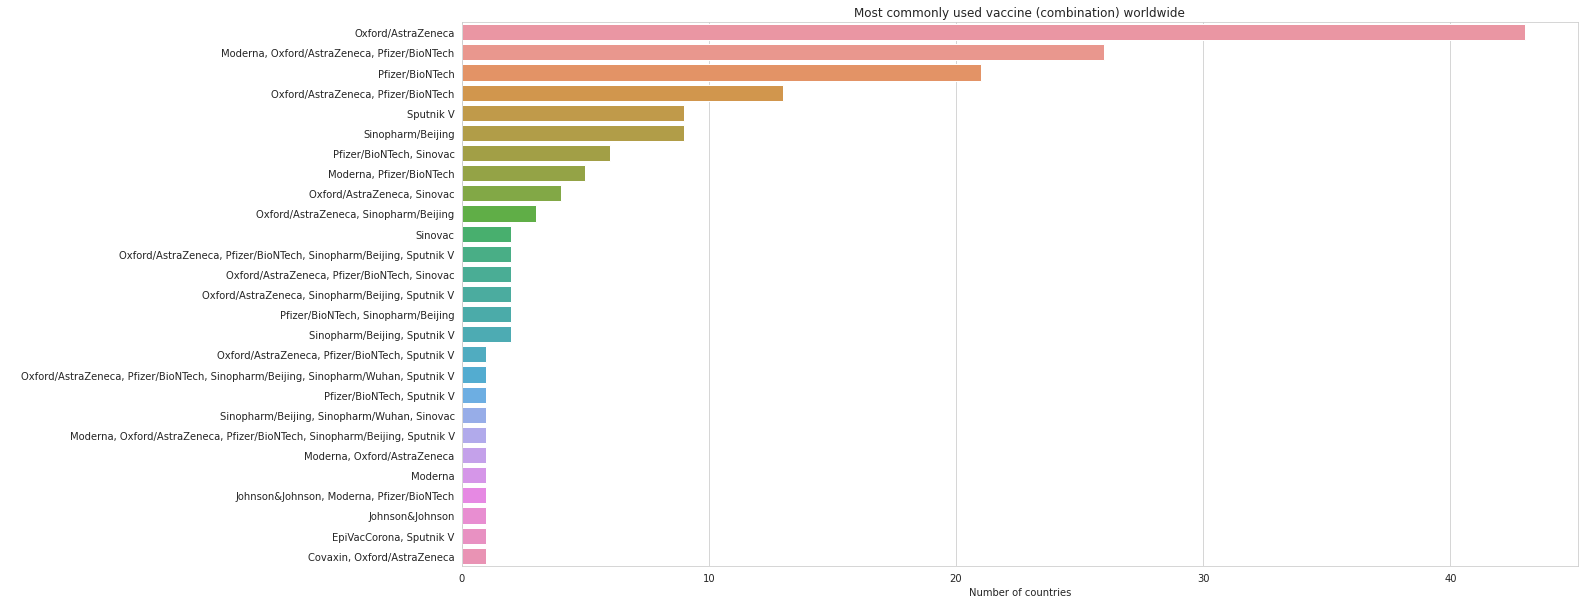 Most commonly used vaccine (combination) worldwide
Oxford/AstraZeneca
Moderna, Oxford/AstraZeneca, Pfizer/BioNTech
Pfizer/BioNTech
Oxford/AstraZeneca, Pfizer/BioNTech
Sputnik V
Sinopharm/Beijing
Pfizer/BioNTech, Sinovac
Moderna, Pfizer/BioNTech
Oxford/AstraZeneca, Sinovac
Oxford/AstraZeneca, Sinopharm/Beijing
Sinovac
Oxford/AstraZeneca, Pfizer/BioNTech, Sinopharm/Beijing, Sputnik V
Oxford/AstraZeneca, Pfizer/BioNTech, Sinovac
Oxford/AstraZeneca, Sinopharm/Beijing, Sputnik V
Pfizer/BioNTech, Sinopharm/Beijing
Sinopharm/Beijing, Sputnik V
Oxford/AstraZeneca, Pfizer/BioNTech, Sputnik V
Oxford/AstraZeneca, Pfizer/BioNTech, Sinopharm/Beijing, Sinopharm/Wuhan, Sputnik V
Pfizer/BioNTech, Sputnik V
Sinopharm/Beijing, Sinopharm/Wuhan, Sinovac
Moderna, Oxford/AstraZeneca, Pfizer/BioNTech, Sinopharm/Beijing, Sputnik V
Moderna, Oxford/AstraZeneca
Moderna
Johnson&Johnson, Moderna, Pfizer/BioNTech
Johnson&Johnson
EpiVacCorona, Sputnik V
Covaxin, Oxford/AstraZeneca
0 10 20 30 40
Number of countries